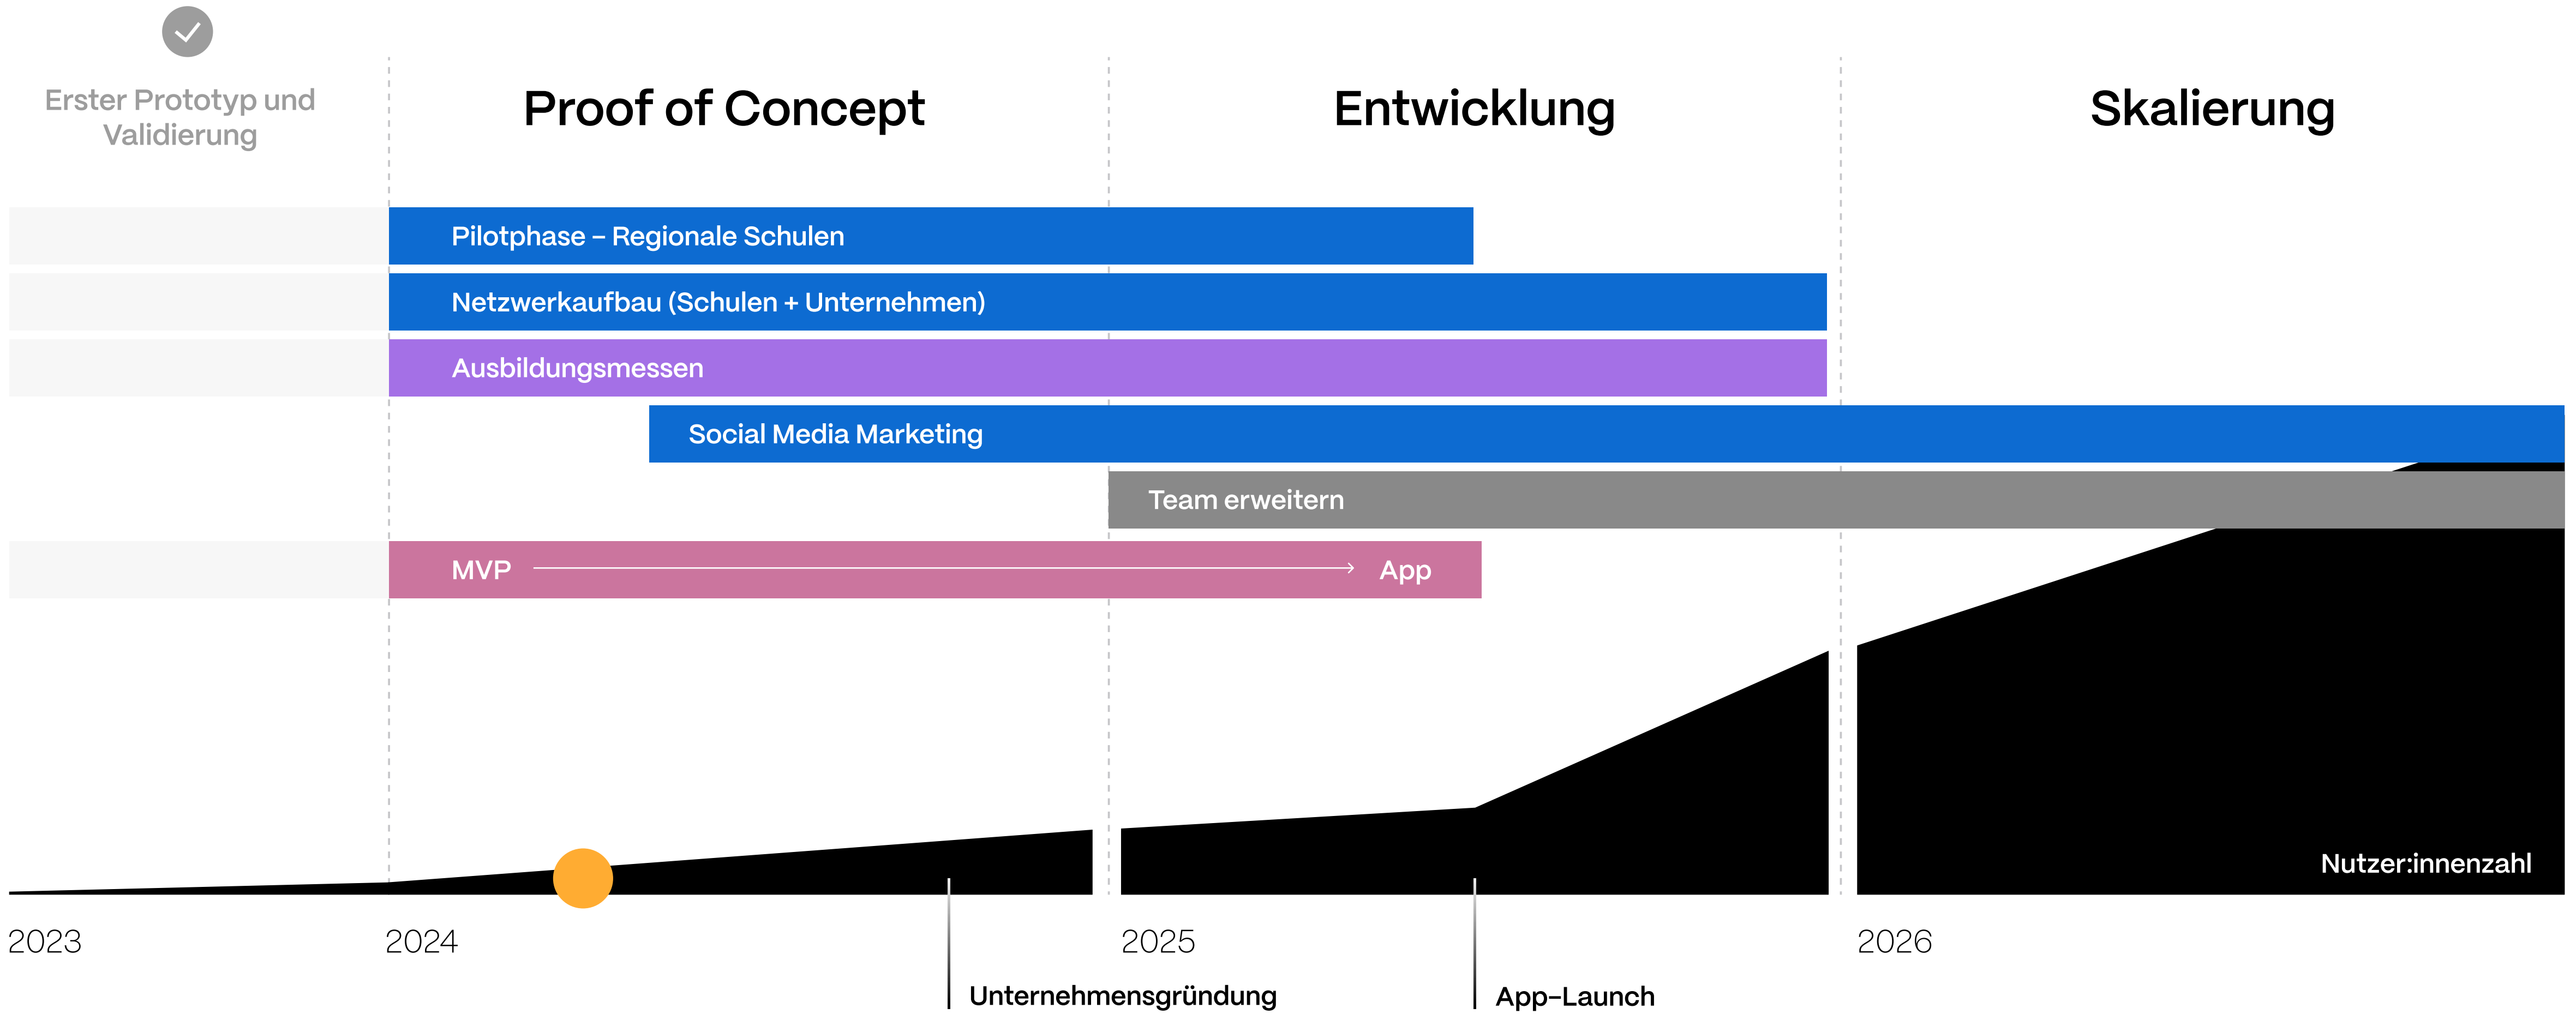 Erster Prototyp und
Validierung
Proof of Concept
Entwicklung
Skalierung
Pilotphase – Regionale Schulen
Netzwerkaufbau (Schulen + Unternehmen)
Ausbildungsmessen
Social Media Marketing
Team erweitern
MVP
App
Nutzer:innenzahl
2023
2024
2025
2026
Unternehmensgründung
App-Launch